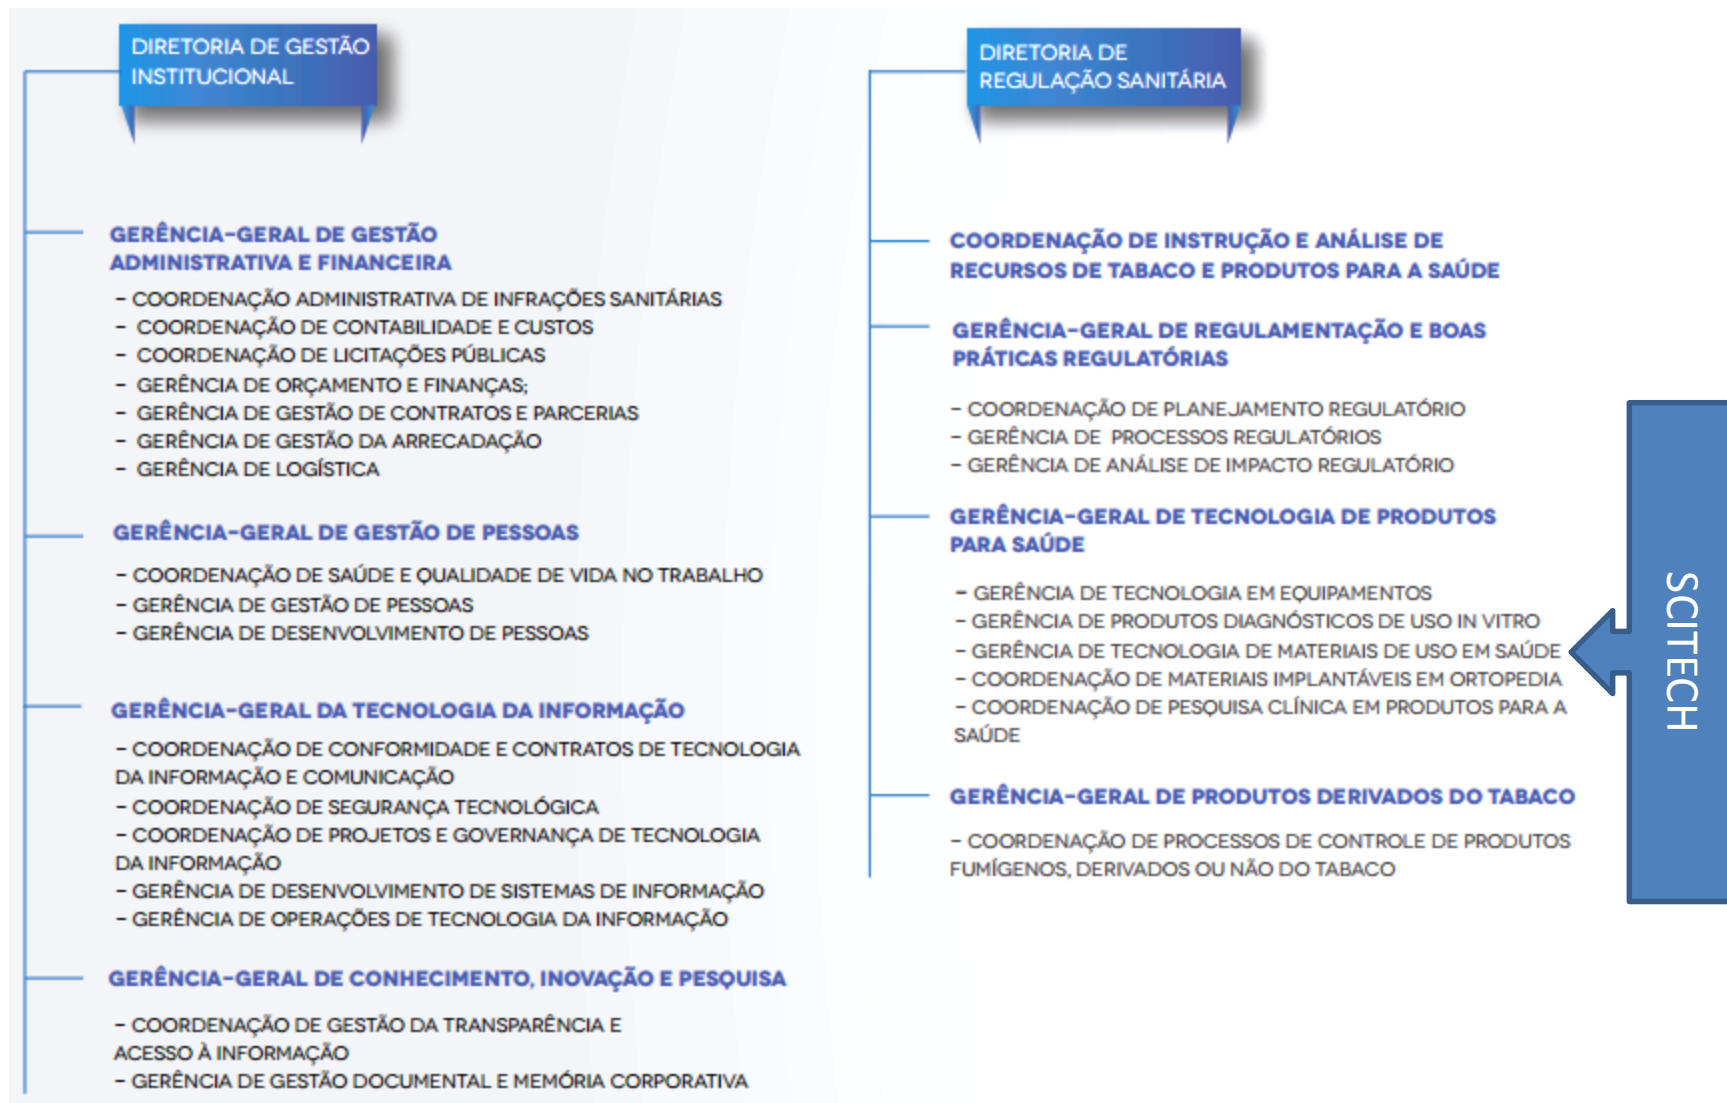 DIRETORIA DE GESTÃO
INSTITUCIONAL
GERÊNCIA-GERAL DE GESTÃO
ADMINISTRATIVA E FINANCEIRA
- COORDENAÇÃO ADMINISTRATIVA DE INFRAÇÕES SANITÁRIAS
- COORDENAÇÃO DE CONTABILIDADE E CUSTOS
- COORDENAÇÃO DE LICITAÇÕES PÚBLICAS
- GERÊNCIA DE ORÇAMENTO E FINANÇAS;
- GERÊNCIA DE GESTÃO DE CONTRATOS E PARCERIAS
- GERÊNCIA DE GESTÃO DA ARRECADAÇÃO
- GERÊNCIA DE LOGÍSTICA
GERÊNCIA-GERAL DE GESTÃO DE PESSOAS
- COORDENAÇÃO DE SAÚDE E QUALIDADE DE VIDA NO TRABALHO
- GERÊNCIA DE GESTÃO DE PESSOAS
- GERÊNCIA DE DESENVOLVIMENTO DE PESSOAS
GERÊNCIA-GERAL DA TECNOLOGIA DA INFORMAÇÃO
- COORDENAÇÃO DE CONFORMIDADE E CONTRATOS DE TECNOLOGIA
DA INFORMAÇÃO E COMUNICAÇÃO
- COORDENAÇÃO DE SEGURANÇA TECNOLÓGICA
- COORDENAÇÃO DE PROJETOS E GOVERNANÇA DE TECNOLOGIA
DA INFORMAÇÃO
- GERÊNCIA DE DESENVOLVIMENTO DE SISTEMAS DE INFORMAÇÃO
- GERÊNCIA DE OPERAÇÕES DE TECNOLOGIA DA INFORMAÇÃO
GERÊNCIA-GERAL DE CONHECIMENTO, INOVAÇÃO E PESQUISA
- COORDENAÇÃO DE GESTÃO DA TRANSPARÊNCIA E
ACESSO À INFORMAÇÃO
- GERÊNCIA DE GESTÃO DOCUMENTAL E MEMÓRIA CORPORATIVA
DIRETORIA DE
REGULAÇÃO SANITÁRIA
COORDENAÇÃO DE INSTRUÇÃO E ANÁLISE DE
RECURSOS DE TABACO E PRODUTOS PARA A SAÚDE
GERÊNCIA-GERAL DE REGULAMENTAÇÃO E BOAS
PRÁTICAS REGULATÓRIAS
- COORDENAÇÃO DE PLANEJAMENTO REGULATÓRIO
- GERÊNCIA DE PROCESSOS REGULATÓRIOS
- GERÊNCIA DE ANÁLISE DE IMPACTO REGULATÓRIO
GERÊNCIA-GERAL DE TECNOLOGIA DE PRODUTOS
PARA SAÚDE
- GERÊNCIA DE TECNOLOGIA EM EQUIPAMENTOS
- GERÊNCIA DE PRODUTOS DIAGNÓSTICOS DE USO IN VITRO
- GERÊNCIA DE TECNOLOGIA DE MATERIAIS DE USO EM SAÚDE
- COORDENAÇÃO DE MATERIAIS IMPLANTÁVEIS EM ORTOPEDIA
- COORDENAÇÃO DE PESQUISA CLÍNICA EM PRODUTOS PARA A
SAÚDE
GERÊNCIA-GERAL DE PRODUTOS DERIVADOS DO TABACO
- COORDENAÇÃO DE PROCESSOS DE CONTROLE DE PRODUTOS
FUMÍGENOS, DERIVADOS OU NÃO DO TABACO
SCITECH